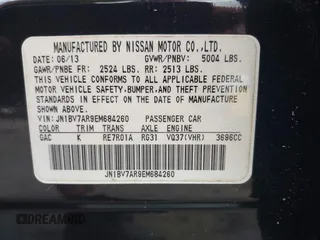 MANUFACTURED BY NISSAN MOTOR CO.,LTD.
DATE: 06/13 GVWR/PNBV: 5004 LBS.
GAWR/PNBE FR: 2524 LBS. RR: 2513 LBS.
THIS VEHICLE CONFORMS TO ALL APPLICABLE FEDERAL
MOTOR VEHICLE SAFETY,BUMPER,AND THEFT PREVENTION
STANDARDS IN EFFECT ON THE DATE OF MANUFACTURE
SHOWN ABOVE.
VIN: JN1BV7AR9EM684260 PASSENGER CAR
COLOR TRIM TRANS AXLE ENGINE
GAC K RE7R01A RG31 VQ37(VHR) 3696CC
JN1BV7AR9EM684260
DREAMBID